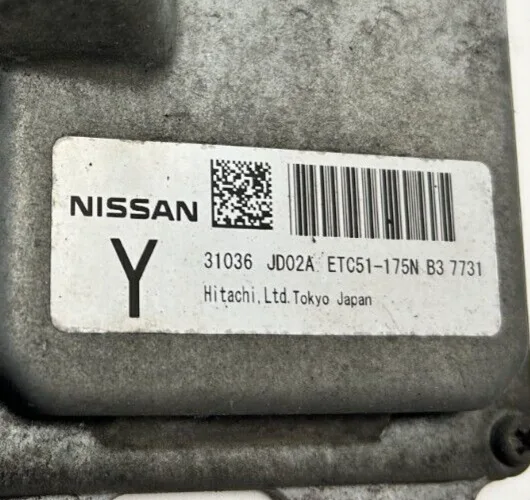 NISSAN
Y
31036 JD02A ETC51-175N B3 7731
Hitachi,Ltd.Tokyo Japan